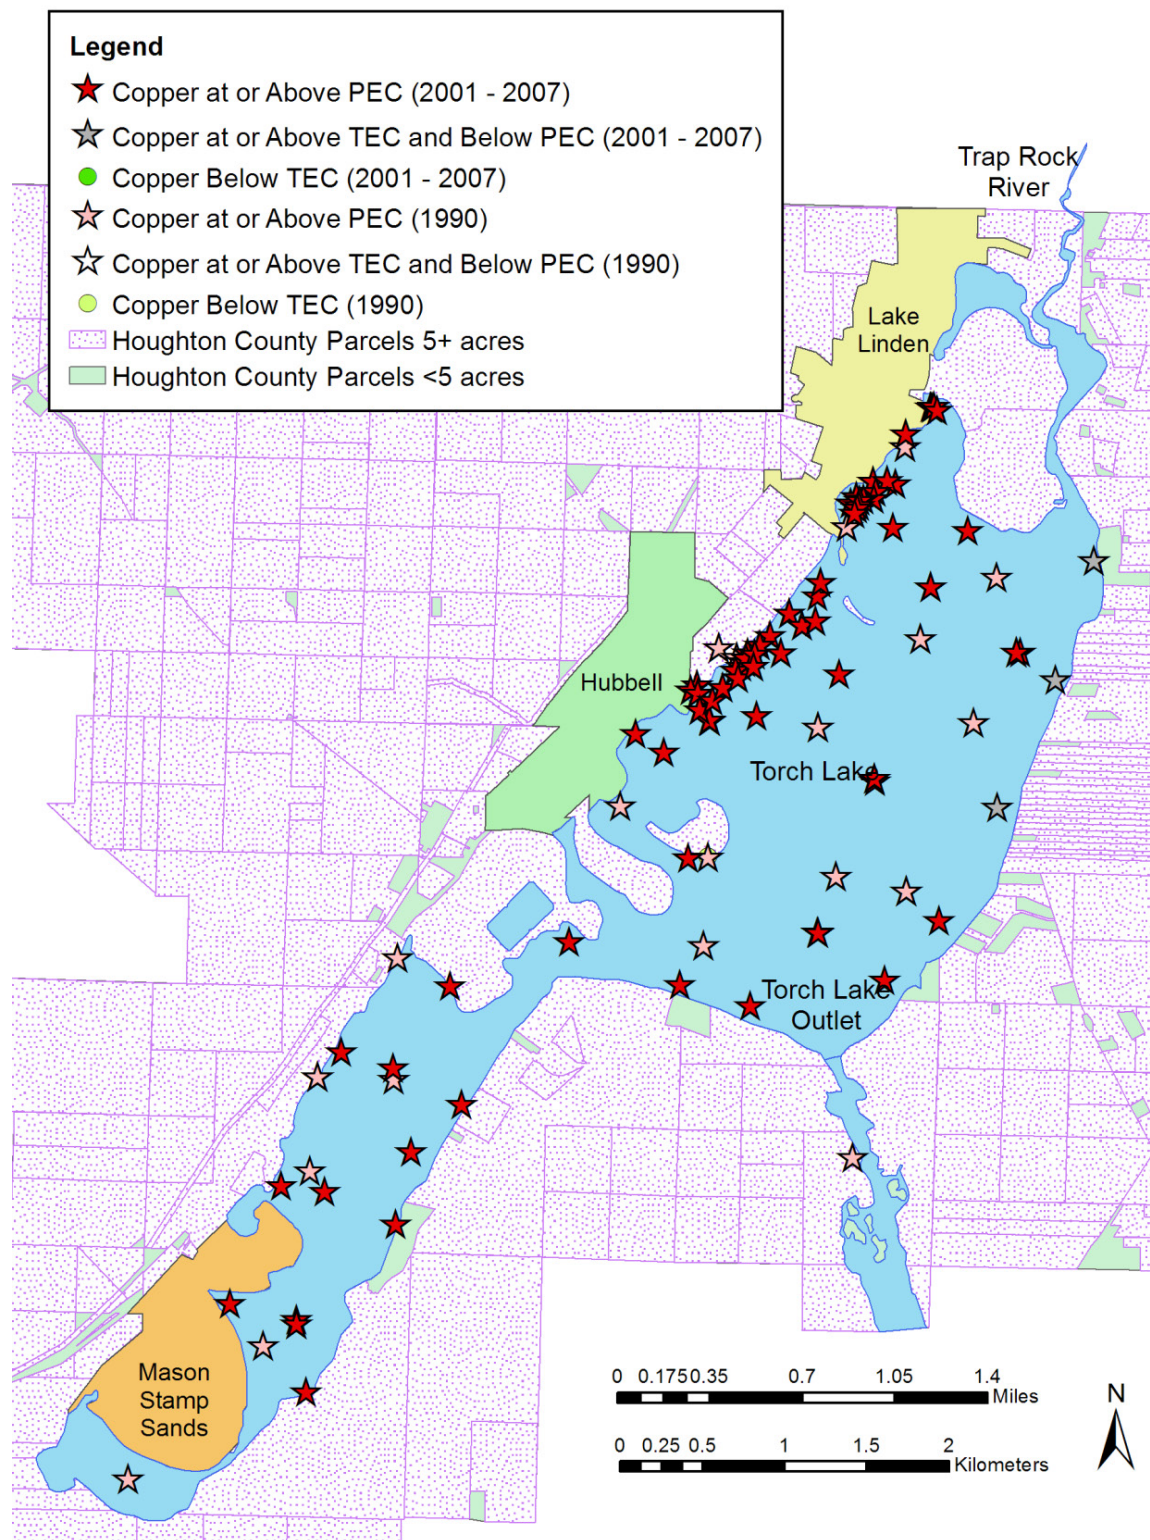 Legend
Copper at or Above PEC (2001 - 2007)
Copper at or Above TEC and Below PEC (2001 - 2007)
Copper Below TEC (2001 - 2007)
Copper at or Above PEC (1990)
Copper at or Above TEC and Below PEC (1990)
Copper Below TEC (1990)
Houghton County Parcels 5+ acres
Houghton County Parcels <5 acres
Trap Rock
River
Lake
Linden
Hubbell
Torch Lake
Torch Lake
Outlet
Mason
Stamp
Sands
0 0.175 0.35 0.7 1.05 1.4
Miles
0 0.25 0.5 1 1.5 2
Kilometers
N